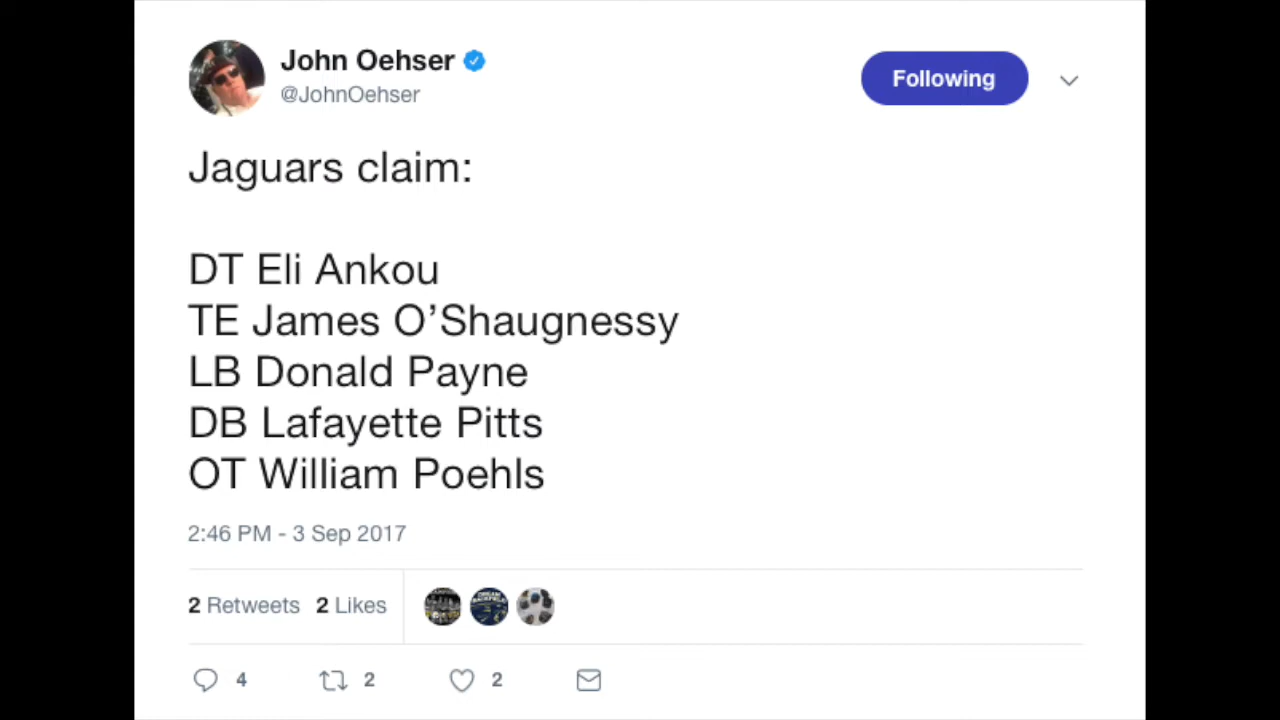 John Oehser
@JohnOehser
Following
Jaguars claim:
DT Eli Ankou
TE James O’Shaugnessy
LB Donald Payne
DB Lafayette Pitts
OT William Poehls
2:46 PM - 3 Sep 2017
2 Retweets 2 Likes
4 2 2